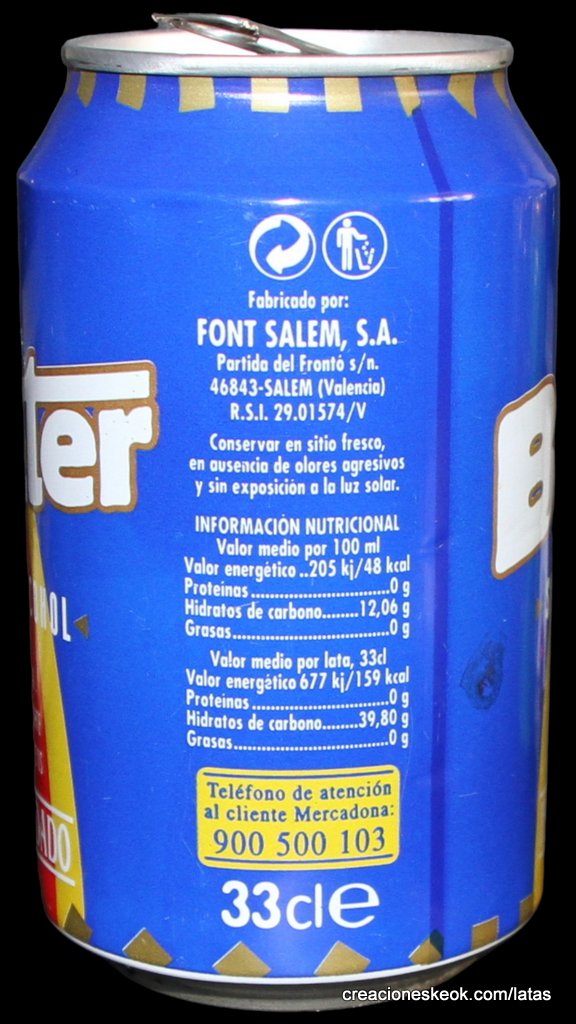 Fabricado por:
FONT SALEM, S.A.
Partida del Frontó s/n.
46843-SALEM (Valencia)
R.S.I. 29.01574/V
Conservar en sitio fresco,
en ausencia de olores agresivos
y sin exposición a la luz solar.
ter
B
INFORMACIÓN NUTRICIONAL
Valor medio por 100 ml
Valor energético ..205 kj/48 kcal
Proteínas..............................0 g
Hidratos de carbono........12,06 g
Grasas.................................0 g
Valor medio por lata, 33cl
Valor energético 677 kj/159 kcal
Proteínas..............................0 g
Hidratos de carbono........39,80 g
Grasas.................................0 g
Teléfono de atención
al cliente Mercadona:
900 500 103
33cl e
creacioneskeok.com/latas